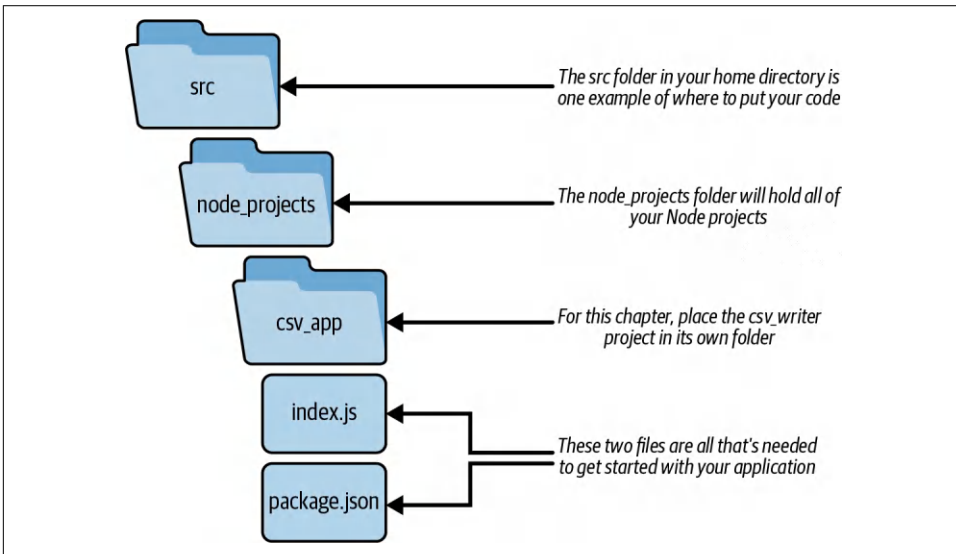 src
The src folder in your home directory is
one example of where to put your code
node_projects
The node_projects folder will hold all of
your Node projects
csv_app
For this chapter, place the csv_writer
project in its own folder
index.js
These two files are all that's needed
to get started with your application
package.json